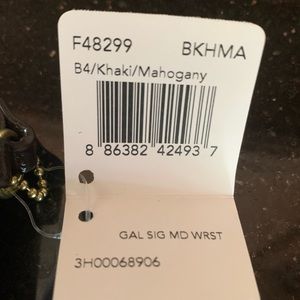 F48299 BKHMA
B4/Khaki/Mahogany
8 86382 42493 7
GAL SIG MD WRST
3H00068906